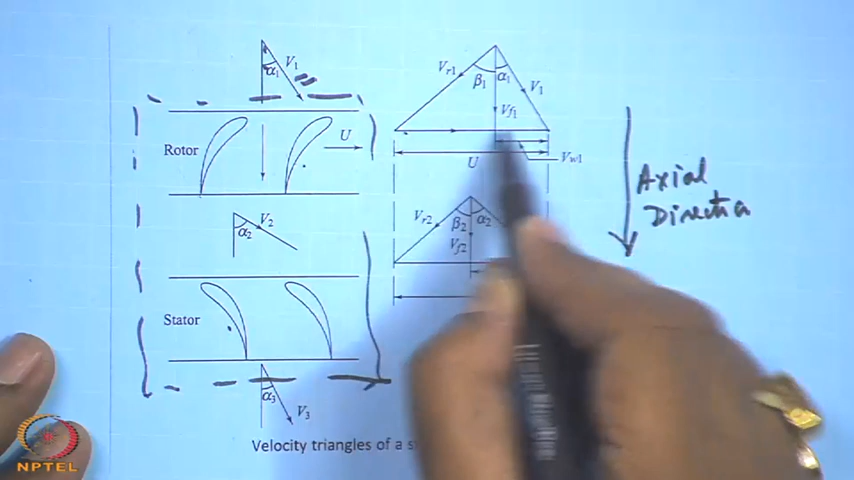 α1
V1
Rotor
U
α2
V2
Stator
α3
V3
Vr1
β1
α1
V1
Vf1
U
Vw1
Vr2
β2
α2
Vf2
Axial
Direction
Velocity triangles of a
NPTEL